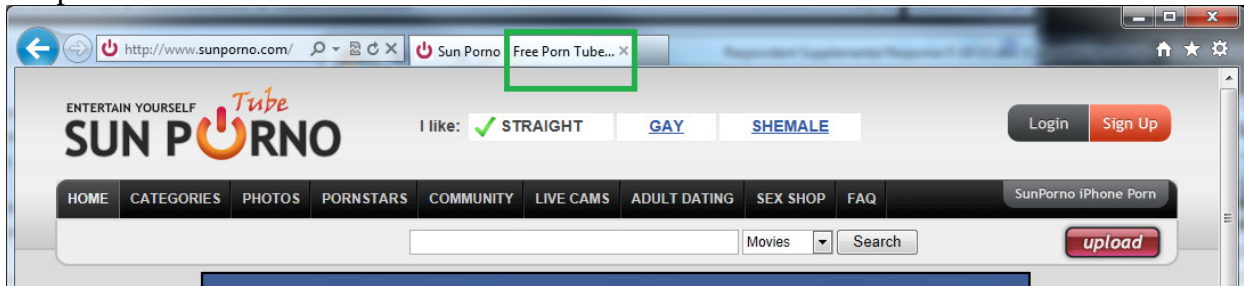 http://www.sunporno.com/
Sun Porno Free Porn Tube...
ENTERTAIN YOURSELF Tube
SUN PORNO
I like: STRAIGHT GAY SHEMALE
Login Sign Up
HOME CATEGORIES PHOTOS PORNSTARS COMMUNITY LIVE CAMS ADULT DATING SEX SHOP FAQ
SunPorno iPhone Porn
Movies Search
upload